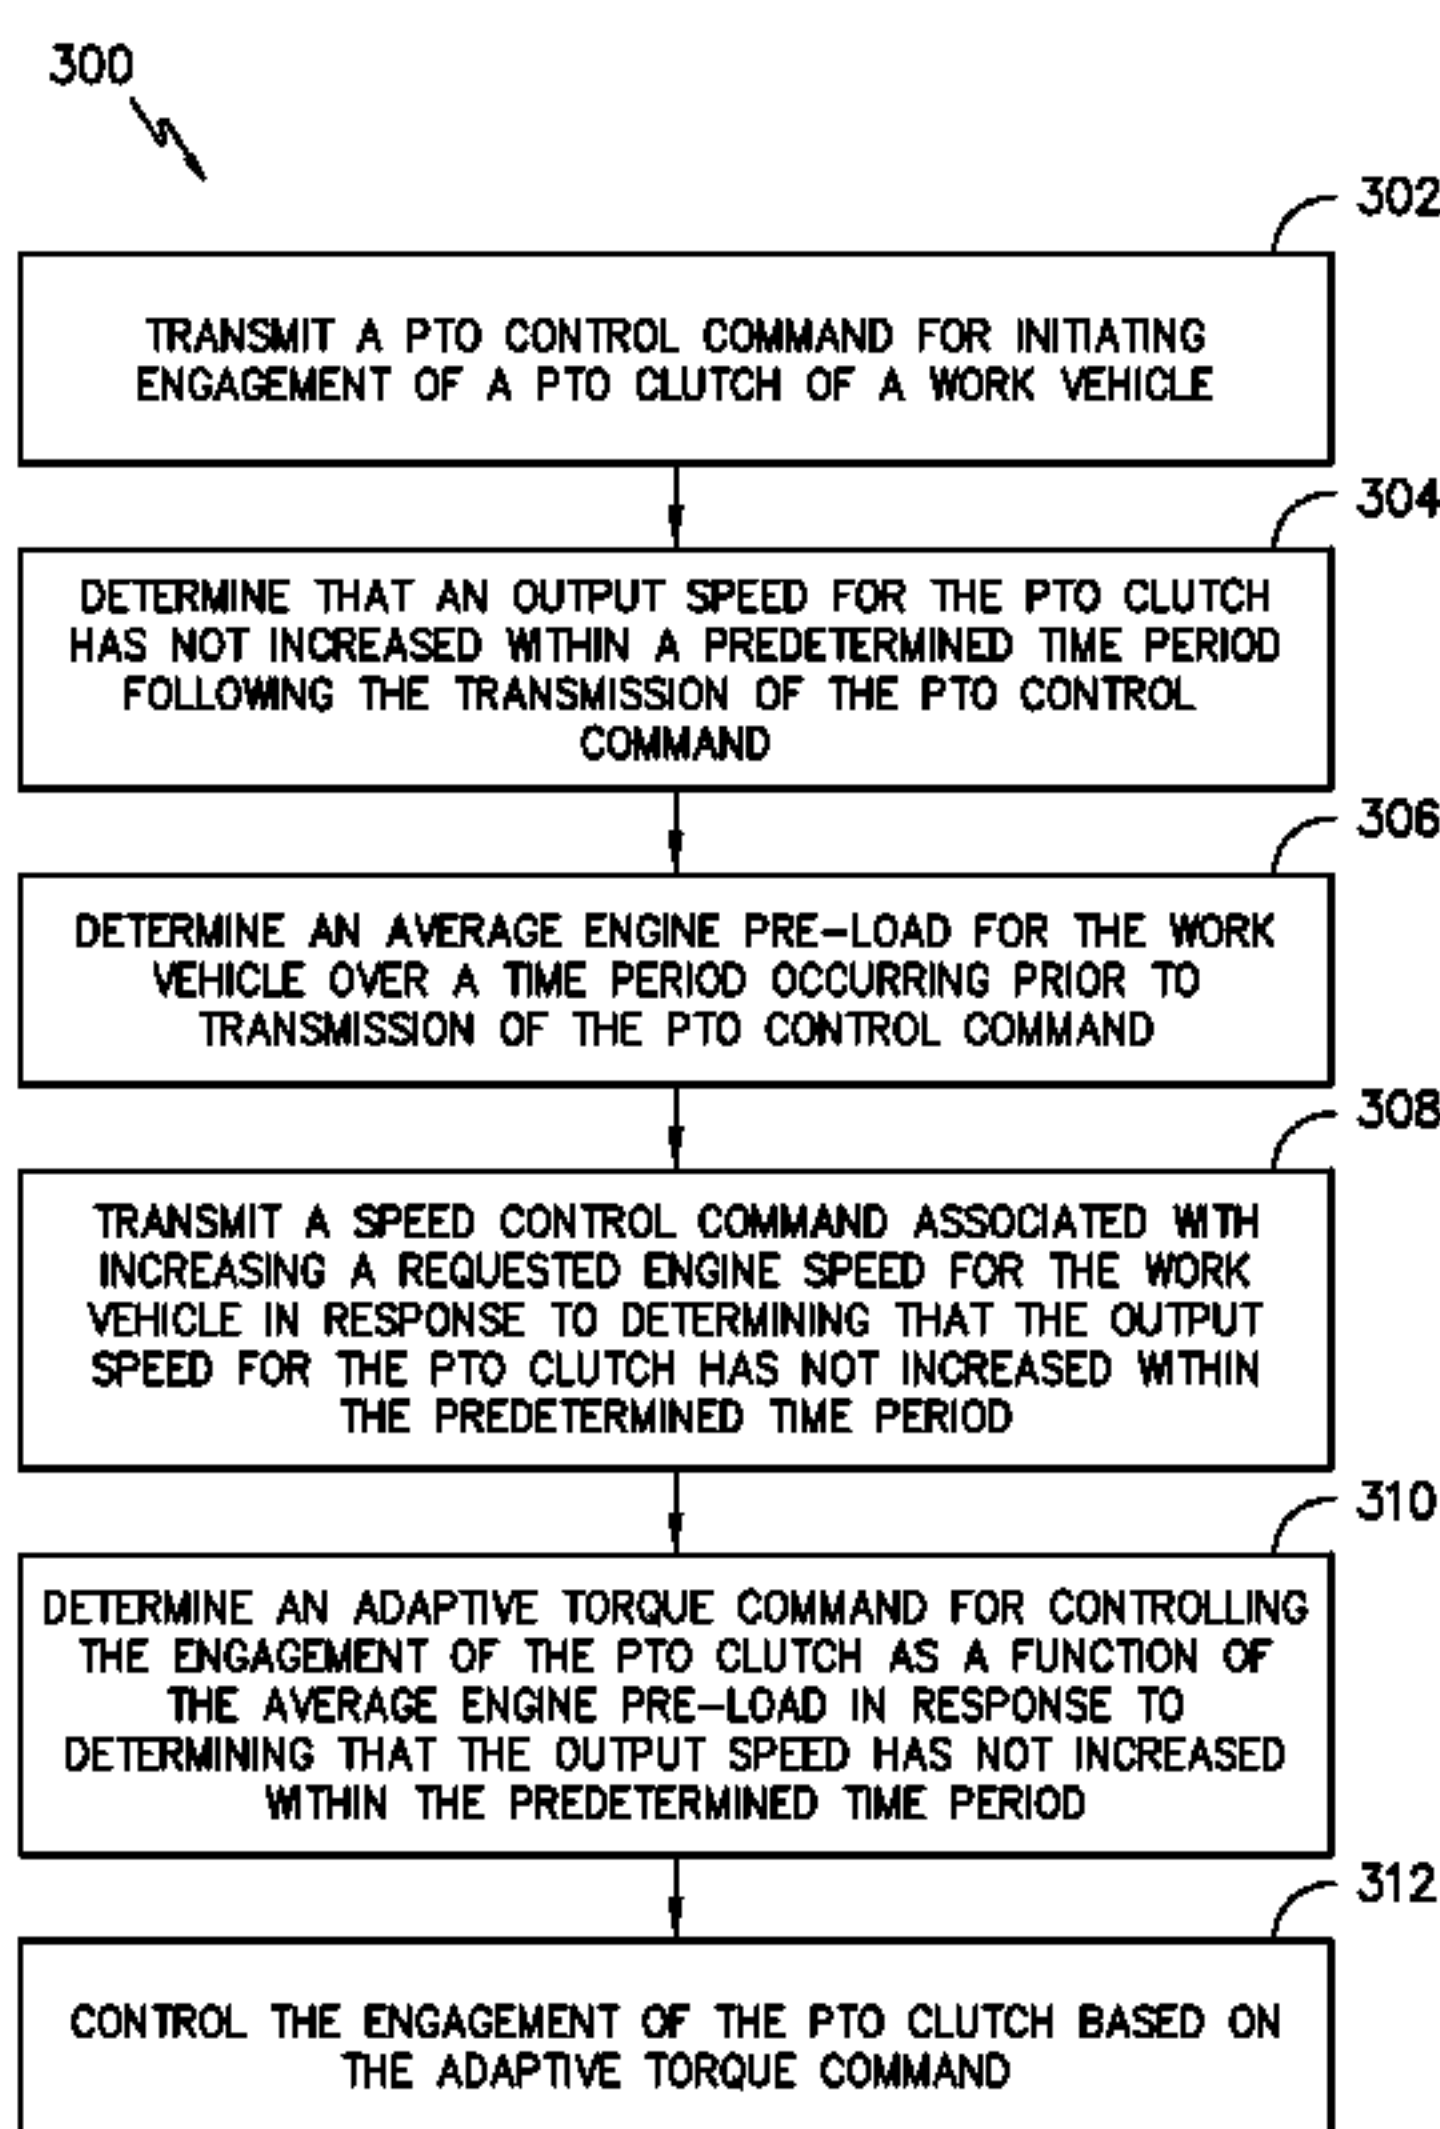 300
302
TRANSMIT A PTO CONTROL COMMAND FOR INITIATING
ENGAGEMENT OF A PTO CLUTCH OF A WORK VEHICLE
304
DETERMINE THAT AN OUTPUT SPEED FOR THE PTO CLUTCH
HAS NOT INCREASED WITHIN A PREDETERMINED TIME PERIOD
FOLLOWING THE TRANSMISSION OF THE PTO CONTROL
COMMAND
306
DETERMINE AN AVERAGE ENGINE PRE-LOAD FOR THE WORK
VEHICLE OVER A TIME PERIOD OCCURRING PRIOR TO
TRANSMISSION OF THE PTO CONTROL COMMAND
308
TRANSMIT A SPEED CONTROL COMMAND ASSOCIATED WITH
INCREASING A REQUESTED ENGINE SPEED FOR THE WORK
VEHICLE IN RESPONSE TO DETERMINING THAT THE OUTPUT
SPEED FOR THE PTO CLUTCH HAS NOT INCREASED WITHIN
THE PREDETERMINED TIME PERIOD
310
DETERMINE AN ADAPTIVE TORQUE COMMAND FOR CONTROLLING
THE ENGAGEMENT OF THE PTO CLUTCH AS A FUNCTION OF
THE AVERAGE ENGINE PRE-LOAD IN RESPONSE TO
DETERMINING THAT THE OUTPUT SPEED HAS NOT INCREASED
WITHIN THE PREDETERMINED TIME PERIOD
312
CONTROL THE ENGAGEMENT OF THE PTO CLUTCH BASED ON
THE ADAPTIVE TORQUE COMMAND